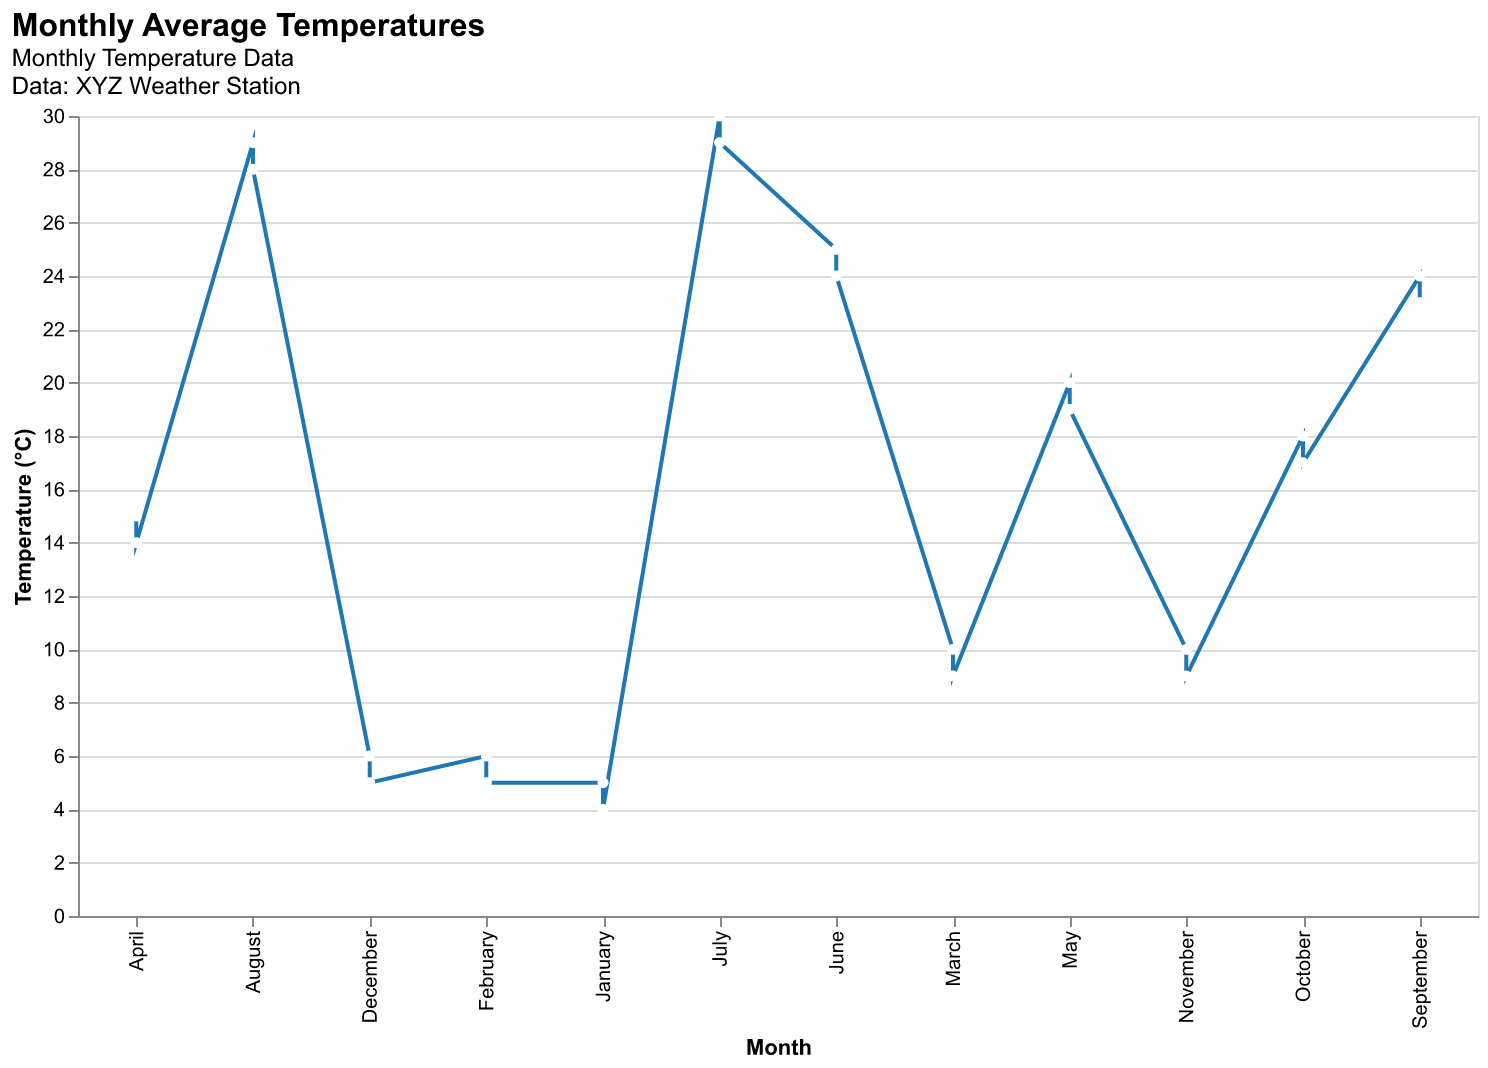 Monthly Average Temperatures
Monthly Temperature Data
Data: XYZ Weather Station
30
28
26
24
22
20
18
16
14
12
10
8
6
4
2
0
Temperature (°C)
April
August
December
February
January
July
June
March
May
November
October
September
Month